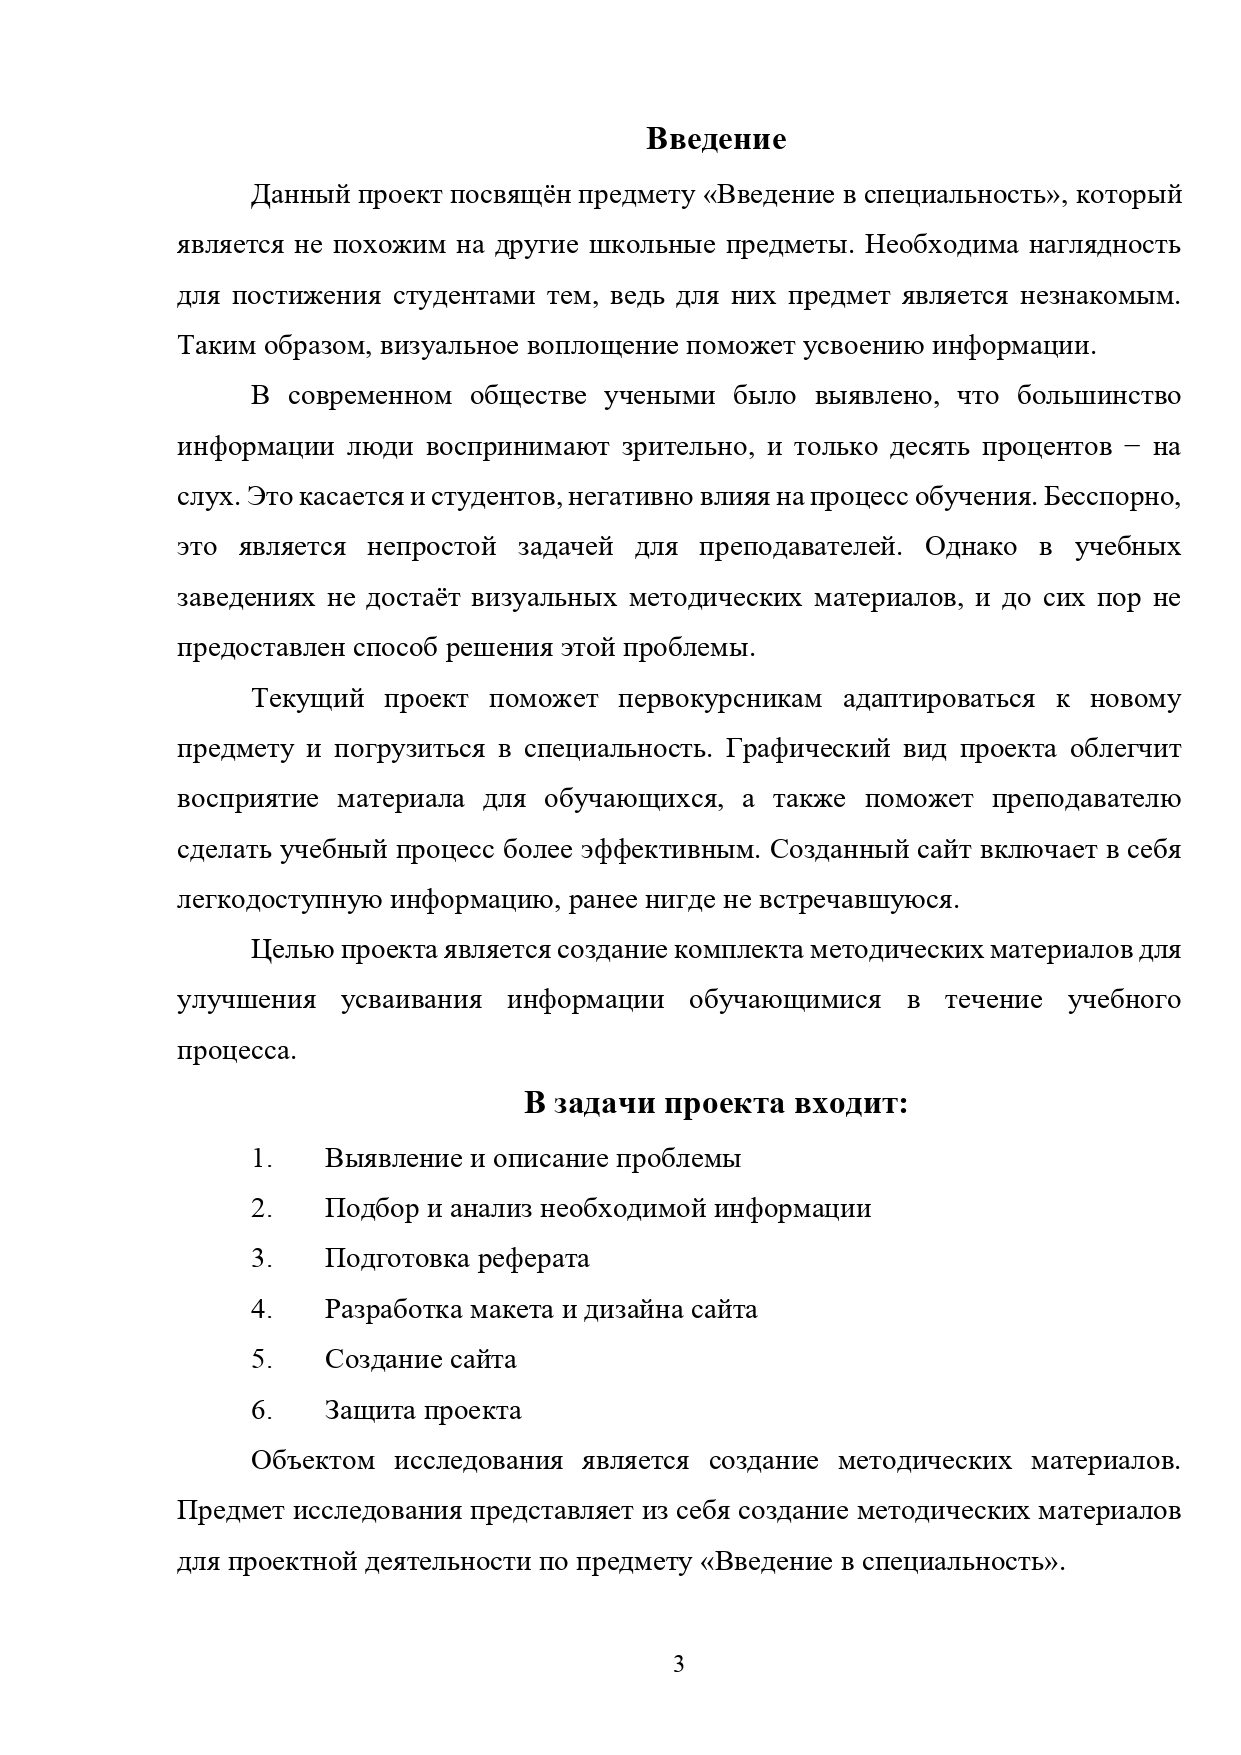 Введение
Данный проект посвящён предмету «Введение в специальность», который
является не похожим на другие школьные предметы. Необходима наглядность
для постижения студентами тем, ведь для них предмет является незнакомым.
Таким образом, визуальное воплощение поможет усвоению информации.
В современном обществе учеными было выявлено, что большинство
информации люди воспринимают зрительно, и только десять процентов − на
слух. Это касается и студентов, негативно влияя на процесс обучения. Бесспорно,
это является непростой задачей для преподавателей. Однако в учебных
заведениях не достаёт визуальных методических материалов, и до сих пор не
предоставлен способ решения этой проблемы.
Текущий проект поможет первокурсникам адаптироваться к новому
предмету и погрузиться в специальность. Графический вид проекта облегчит
восприятие материала для обучающихся, а также поможет преподавателю
сделать учебный процесс более эффективным. Созданный сайт включает в себя
легкодоступную информацию, ранее нигде не встречавшуюся.
Целью проекта является создание комплекта методических материалов для
улучшения усваивания информации обучающимися в течение учебного
процесса.
В задачи проекта входит:
1. Выявление и описание проблемы
2. Подбор и анализ необходимой информации
3. Подготовка реферата
4. Разработка макета и дизайна сайта
5. Создание сайта
6. Защита проекта
Объектом исследования является создание методических материалов.
Предмет исследования представляет из себя создание методических материалов
для проектной деятельности по предмету «Введение в специальность».
3